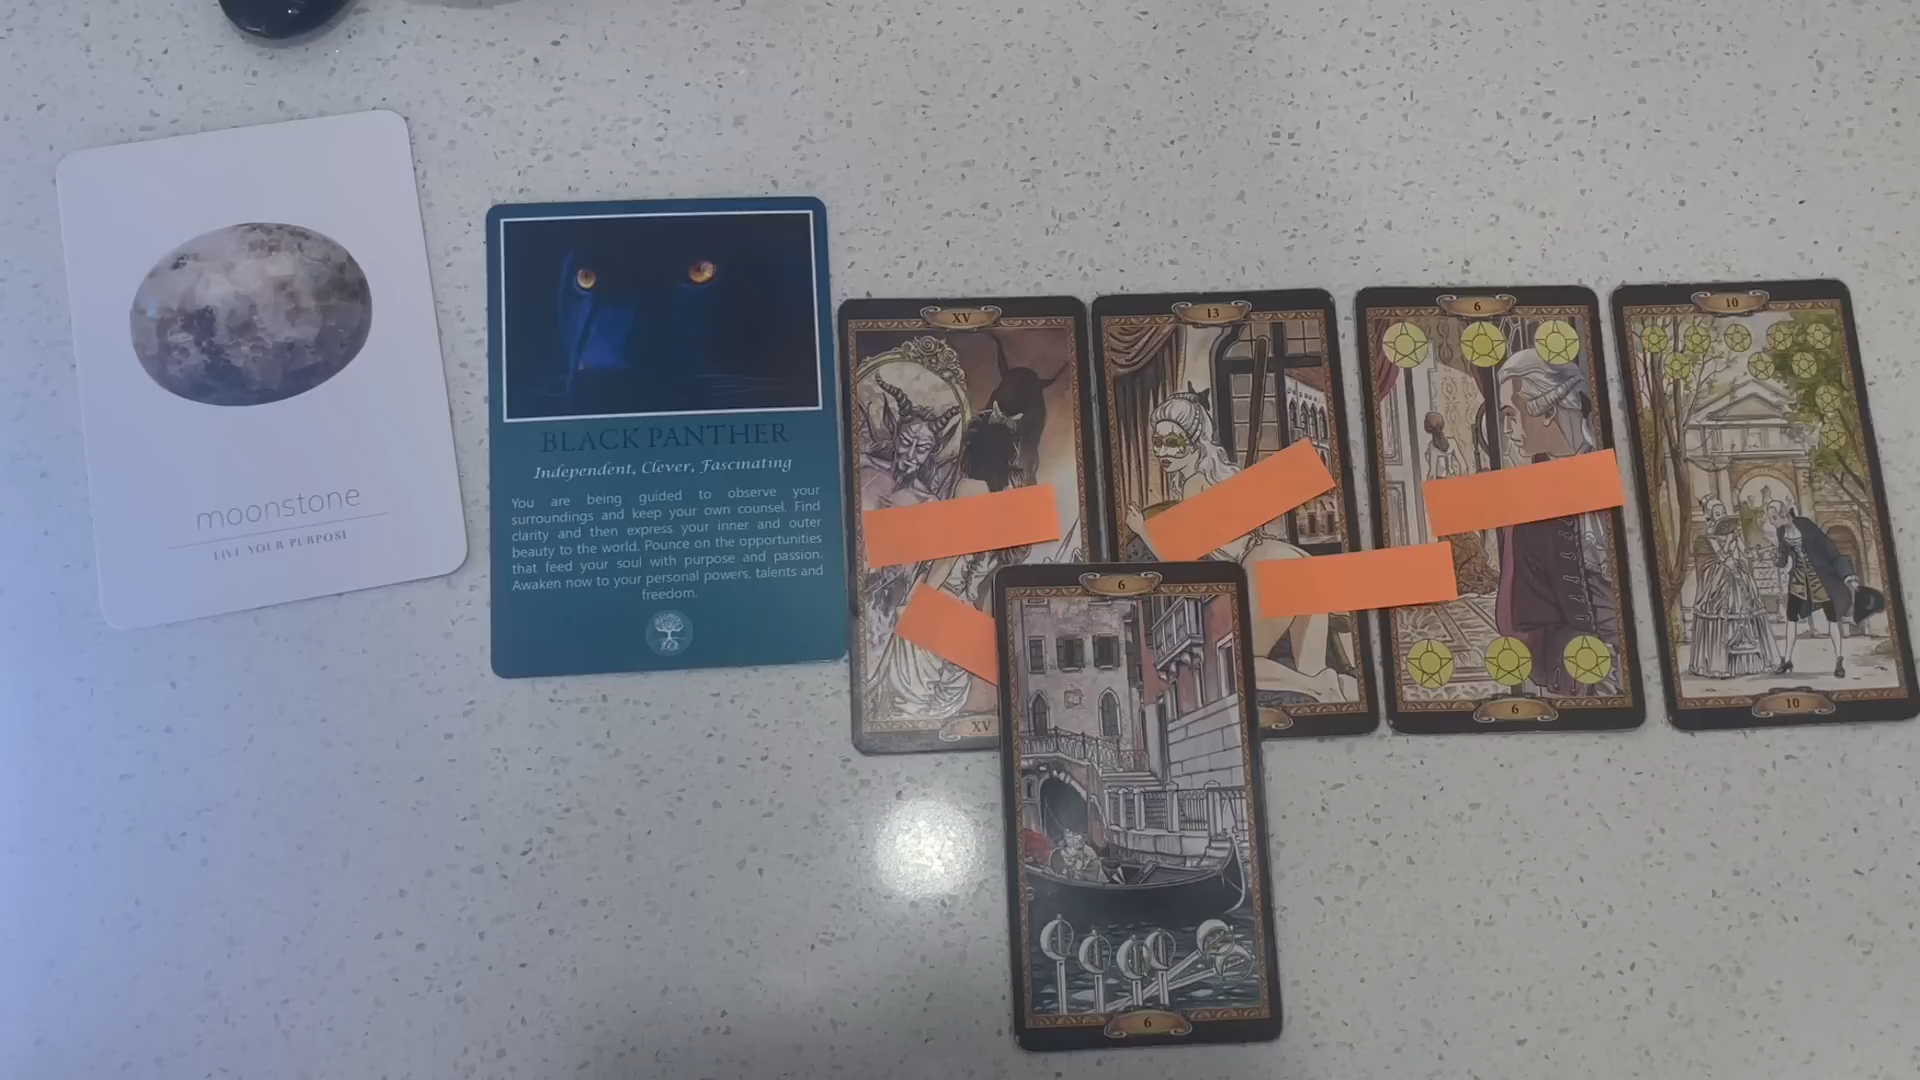 moonstone
LIVE YOUR PURPOSE
BLACK PANTHER
Independent, Clever, Fascinating
You are being guided to observe your
surroundings and keep your own counsel. Find
clarity and then express your inner and outer
beauty to the world. Pounce on the opportunities
that feed your soul with purpose and passion.
Awaken now to your personal powers, talents and
freedom.
XV
XV
13
6
6
10
10
6
6